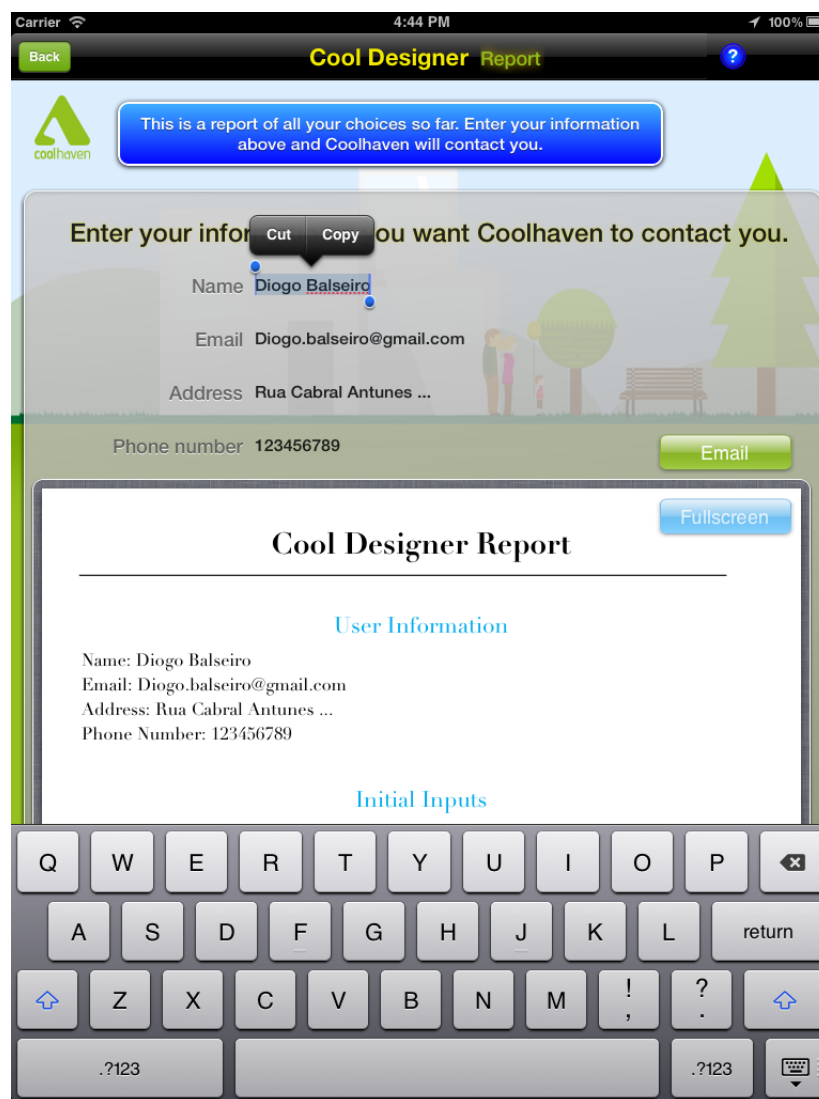 Carrier 4:44 PM 100%
Back Cool Designer Report ?
coolhaven
This is a report of all your choices so far. Enter your information
above and Coolhaven will contact you.
Cut Copy
Enter your infor ou want Coolhaven to contact you.
Name Diogo Balseiro
Email Diogo.balseiro@gmail.com
Address Rua Cabral Antunes ...
Phone number 123456789
Email
Fullscreen
Cool Designer Report
User Information
Name: Diogo Balseiro
Email: Diogo.balseiro@gmail.com
Address: Rua Cabral Antunes ...
Phone Number: 123456789
Initial Inputs
Q W E R T Y U I O P
A S D F G H J K L return
Z X C V B N M ! , ? .
.?123 .?123